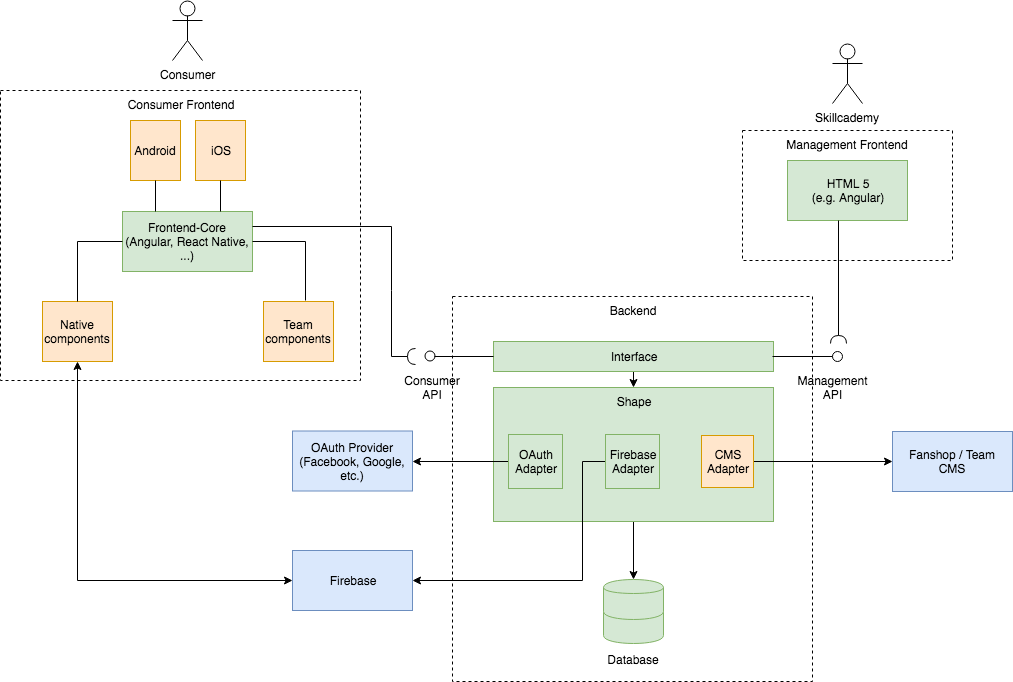 Consumer
Skillcademy
Consumer Frontend
Android
iOS
Management Frontend
HTML 5
(e.g. Angular)
Frontend-Core
(Angular, React Native,
...)
Native
components
Team
components
Backend
Interface
Consumer
API
Management
API
Shape
OAuth Provider
(Facebook, Google,
etc.)
OAuth
Adapter
Firebase
Adapter
CMS
Adapter
Fanshop / Team
CMS
Firebase
Database